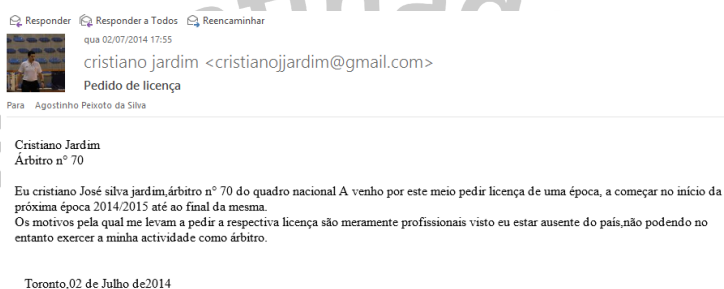 Responder Responder a Todos Reencaminhar
qua 02/07/2014 17:55
cristiano jardim <cristianojjardim@gmail.com>
Pedido de licença
Para Agostinho Peixoto da Silva
Cristiano Jardim
Árbitro n° 70
Eu cristiano José silva jardim,árbitro n° 70 do quadro nacional A venho por este meio pedir licença de uma época, a começar no início da
próxima época 2014/2015 até ao final da mesma.
Os motivos pela qual me levam a pedir a respectiva licença são meramente profissionais visto eu estar ausente do país,não podendo no
entanto exercer a minha actividade como árbitro.
Toronto,02 de Julho de2014